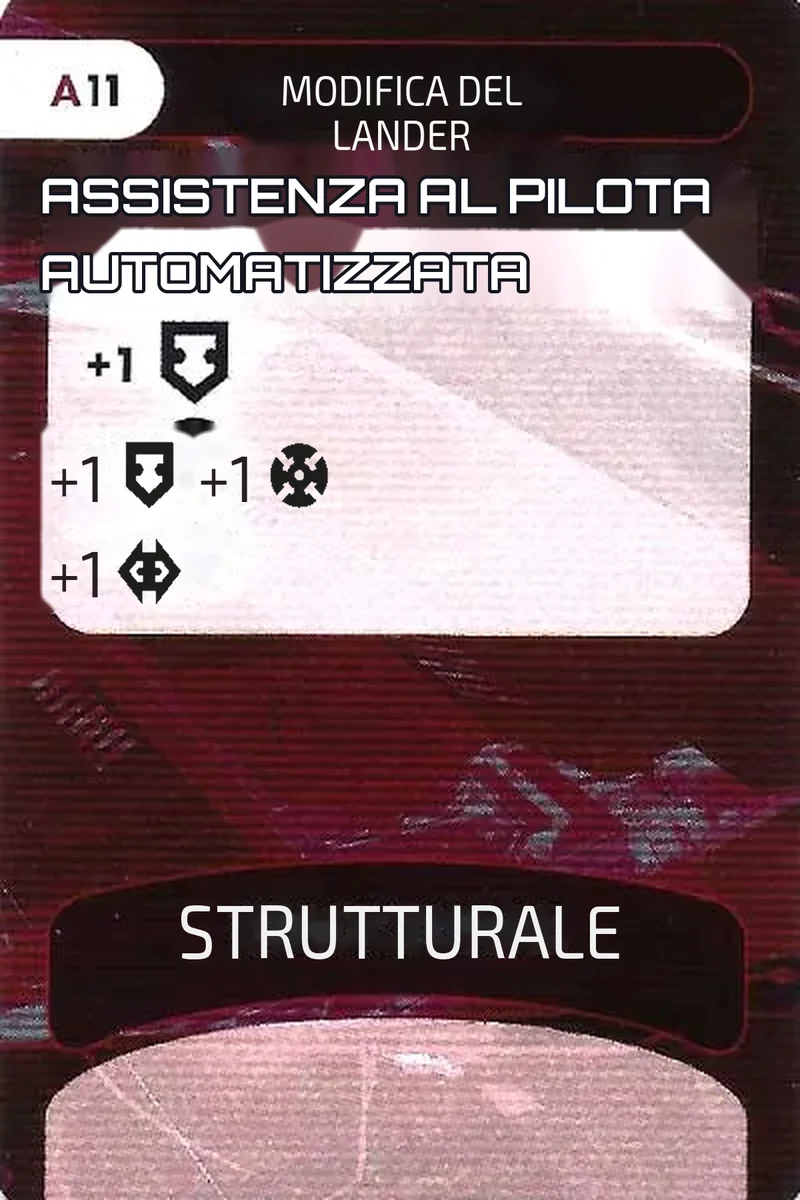 A11
MODIFICA DEL
LANDER
ASSISTENZA AL PILOTA
AUTOMATIZZATA
+1
+1 +1
+1
STRUTTURALE